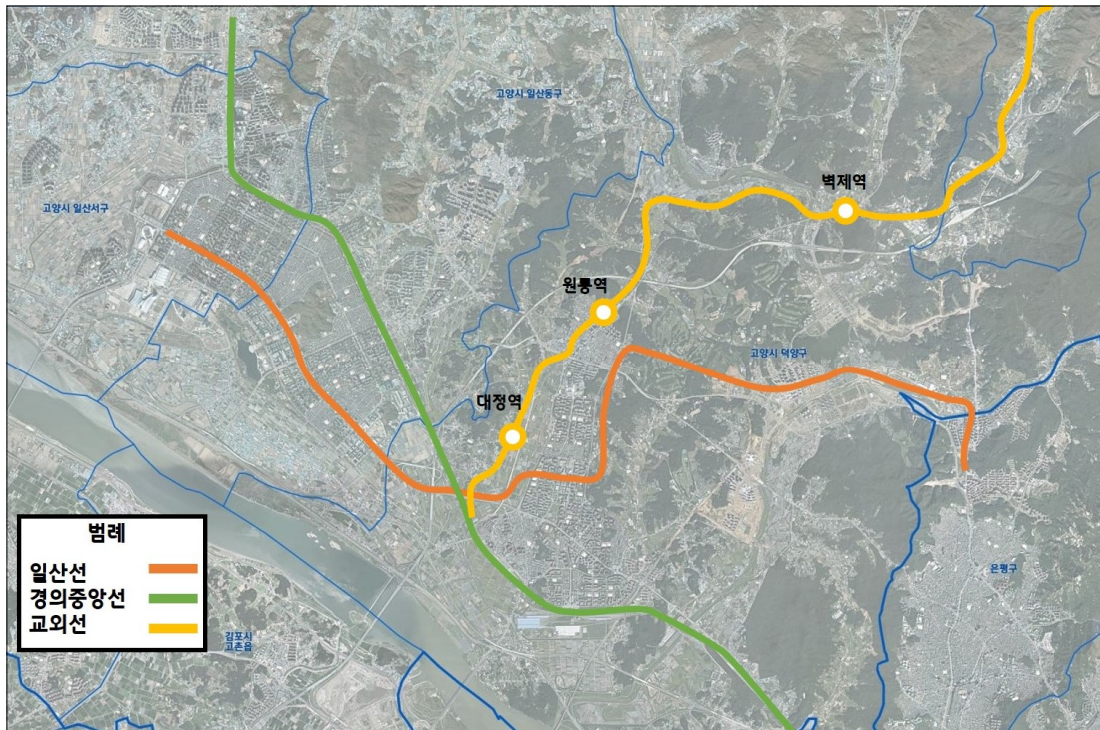 고양시 일산동구
벽제역
고양시 일산서구
원릉역
고양시 덕양구
대정역
범례
일산선
경의중앙선
교외선
은평구
김포시
고촌읍